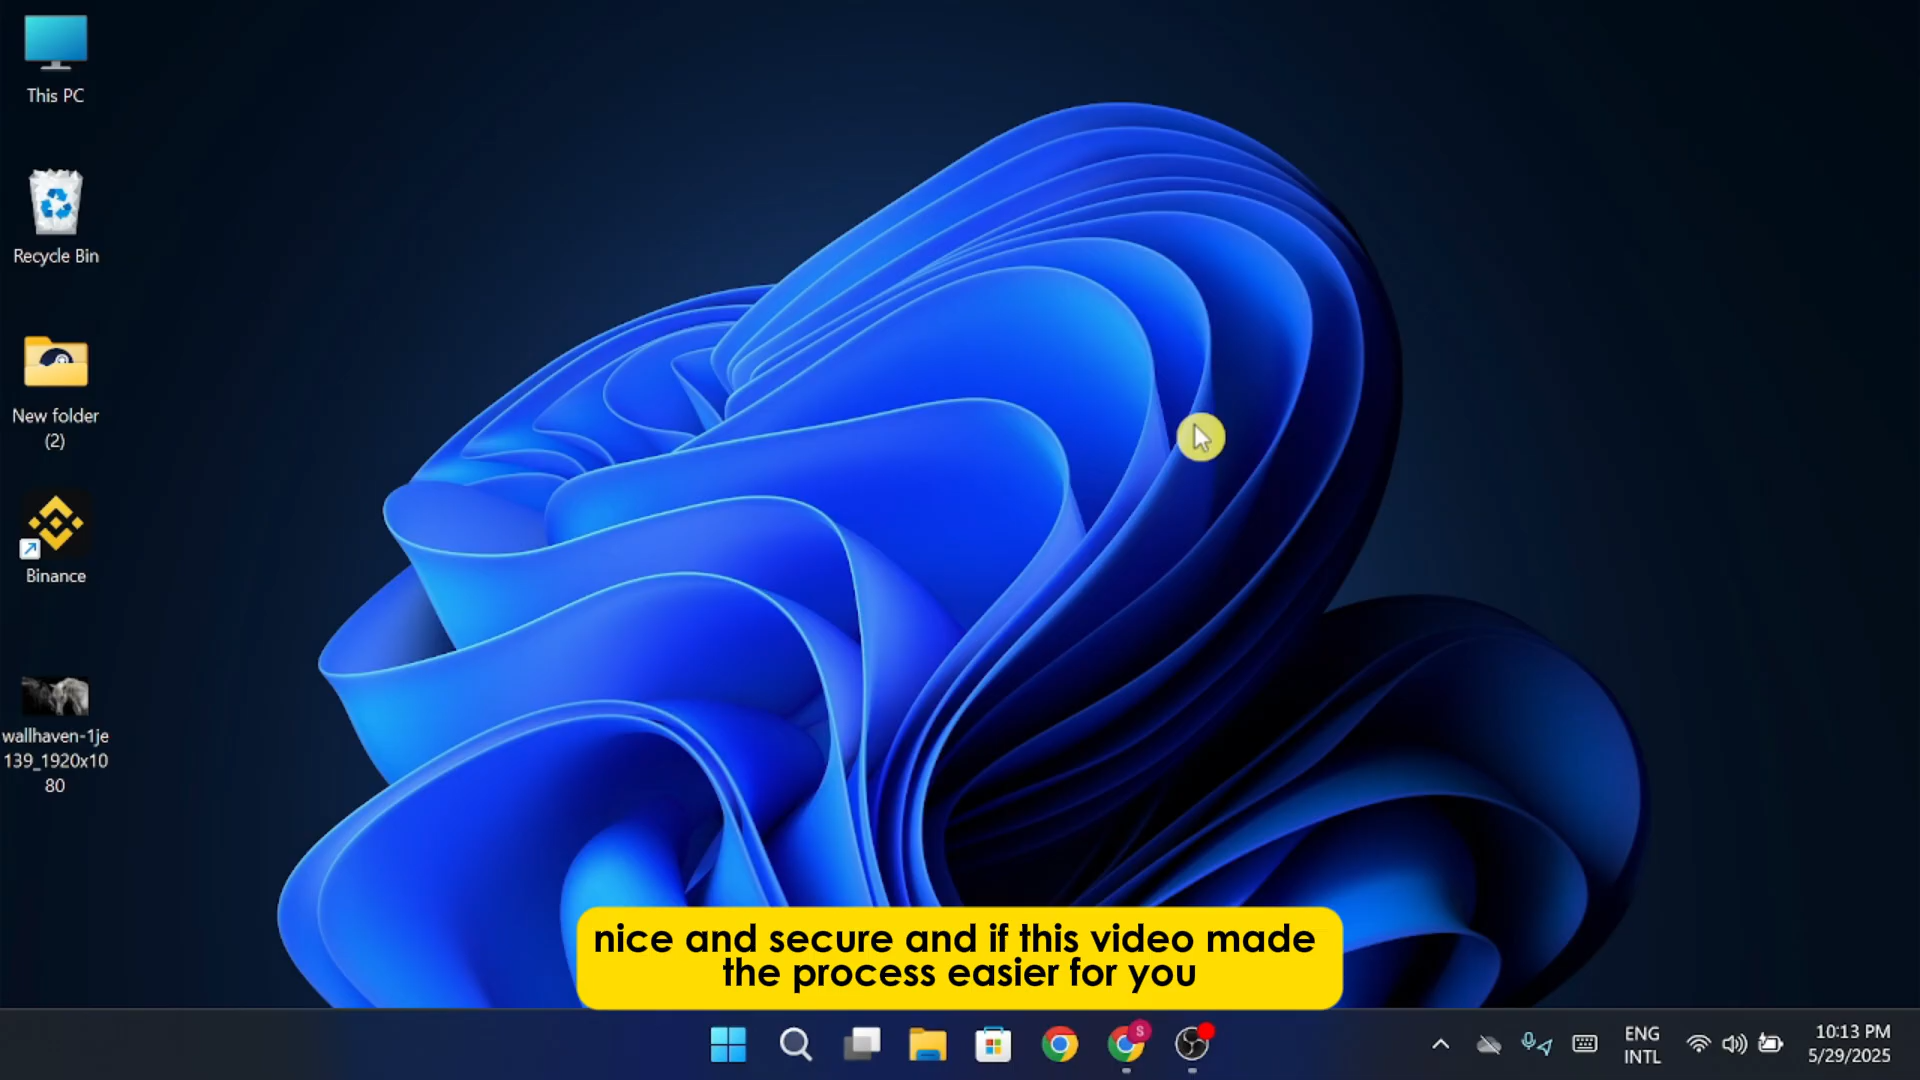 This PC
Recycle Bin
New folder
(2)
Binance
wallhaven-1je
139_1920x10
80
nice and secure and if this video made
the process easier for you
S
ENG
INTL
10:13 PM
5/29/2025